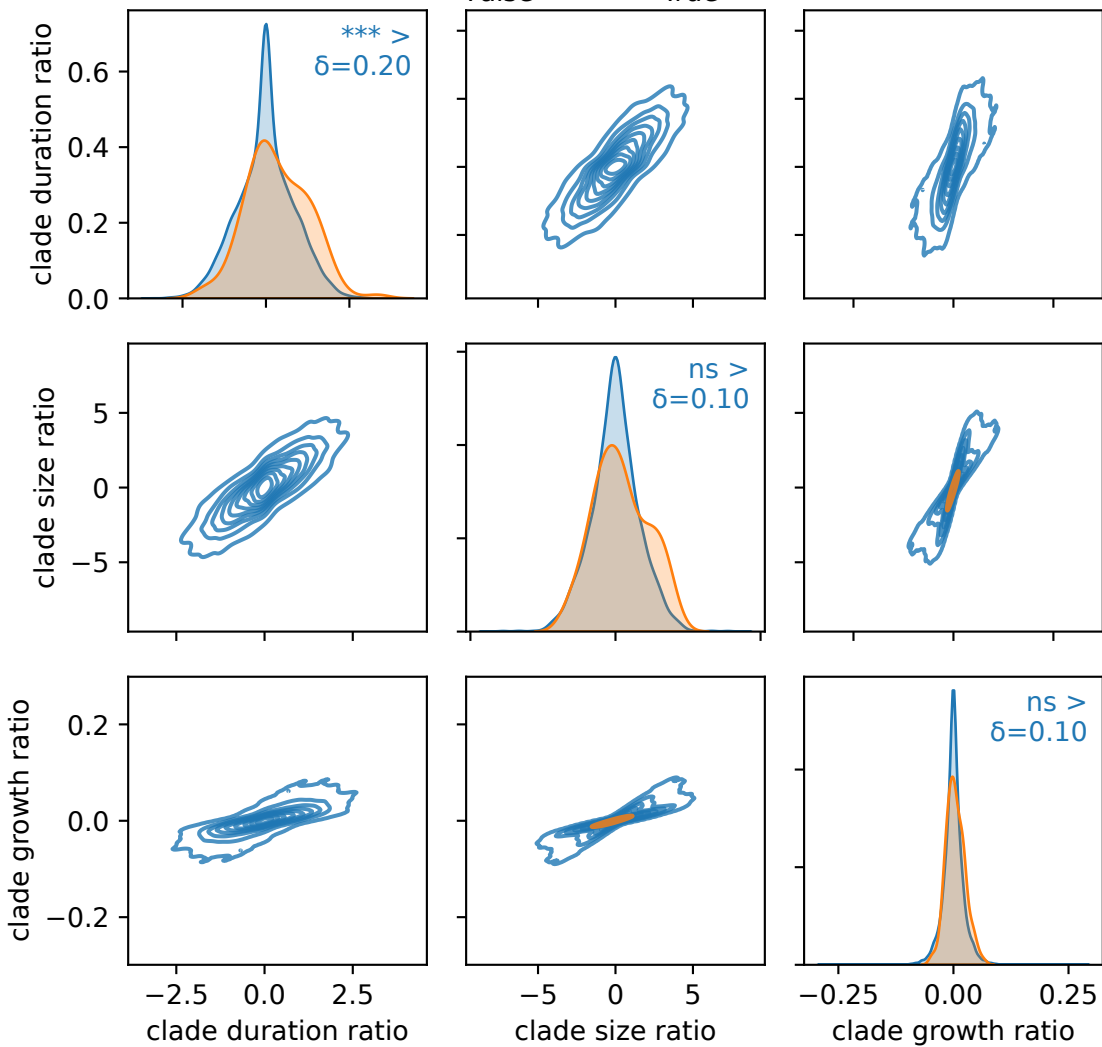 *** >
δ=0.20
clade duration ratio
0.6
0.4
0.2
0.0
ns >
δ=0.10
clade size ratio
5
0
−5
ns >
δ=0.10
clade growth ratio
0.2
0.0
−0.2
−2.5
0.0
2.5
−5
0
5
−0.25
0.00
0.25
clade duration ratio
clade size ratio
clade growth ratio